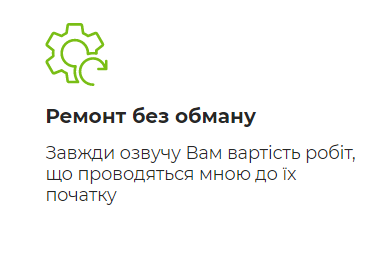 Ремонт без обману
Завжди озвучу Вам вартість робіт,
що проводяться мною до їх
початку